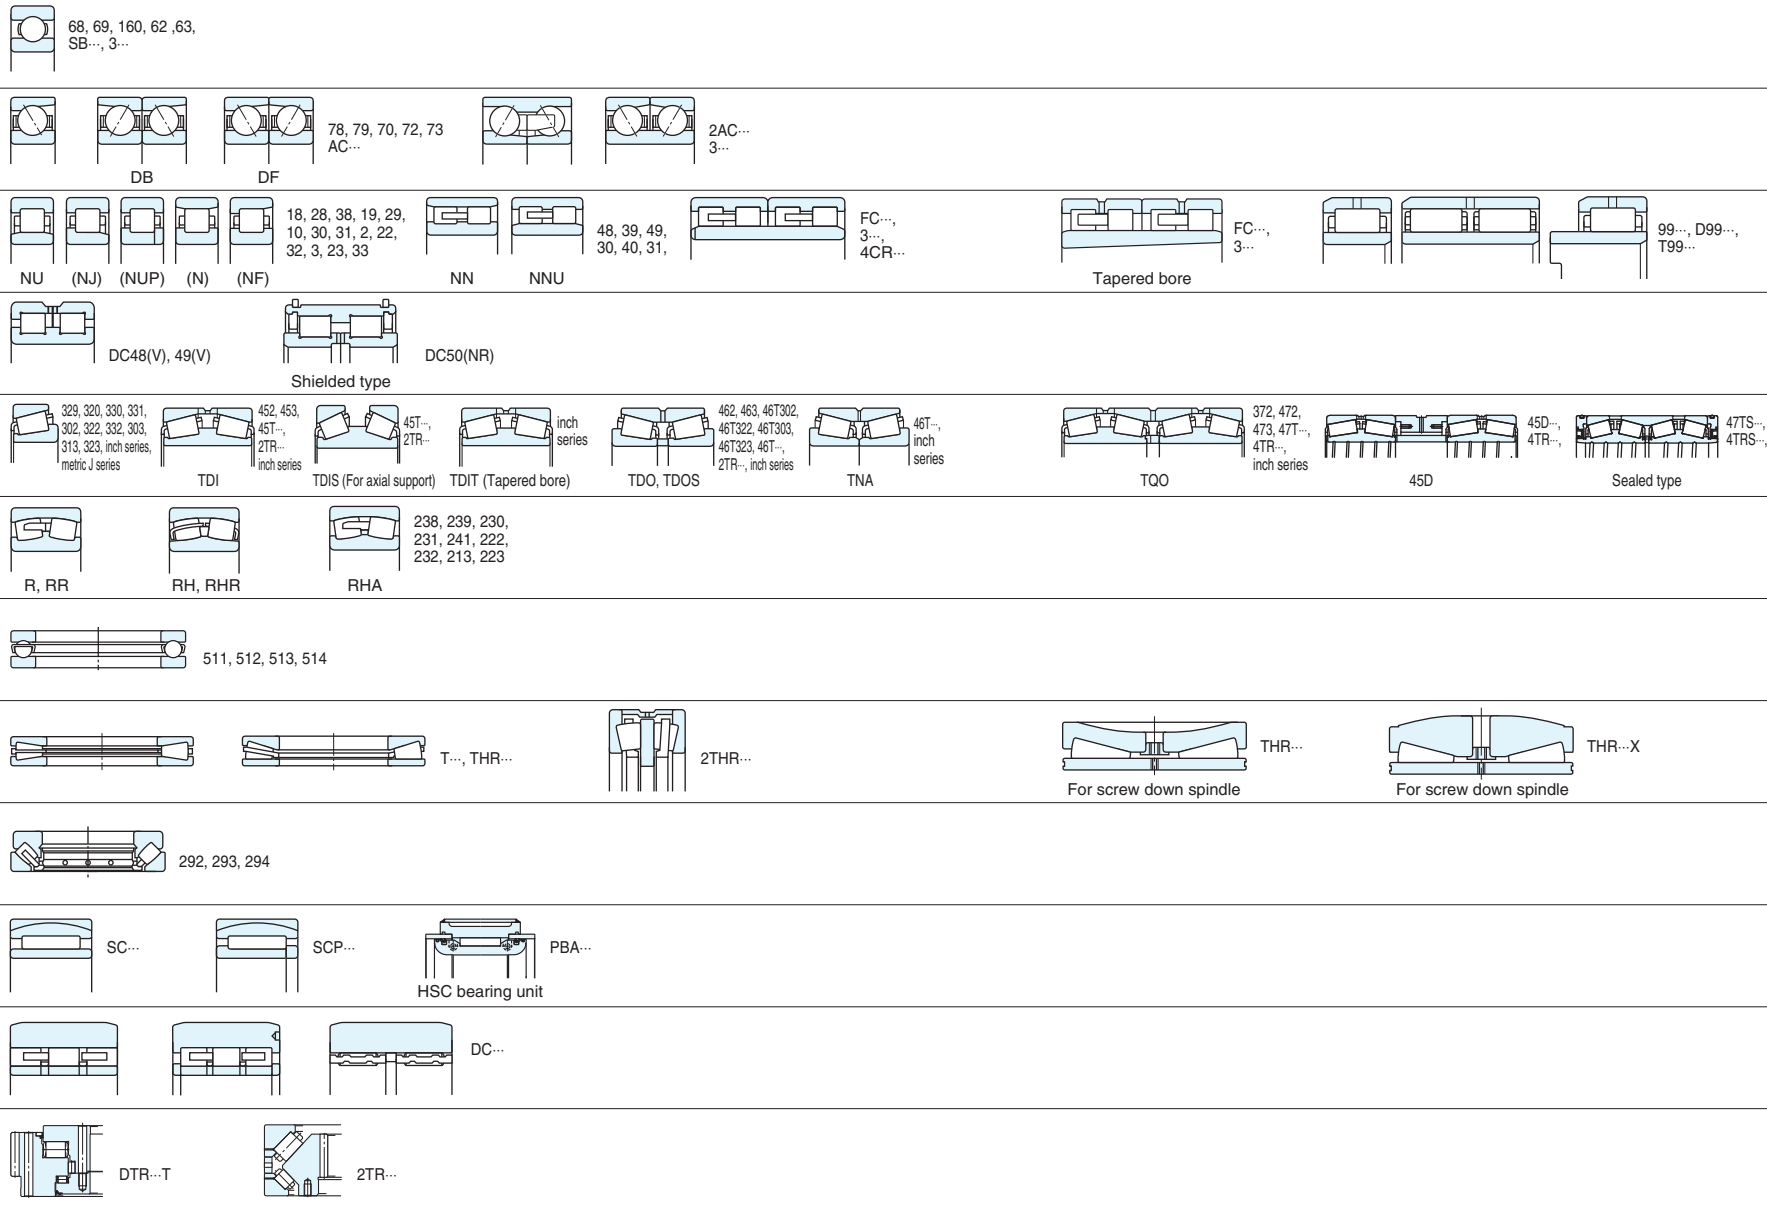 68, 69, 160, 62 ,63,
SB···, 3···
78, 79, 70, 72, 73
AC···
2AC···
3···
DB
DF
18, 28, 38, 19, 29,
10, 30, 31, 2, 22,
32, 3, 23, 33
48, 39, 49,
30, 40, 31,
FC···,
3···,
4CR···
FC···,
3···
99···, D99···,
T99···
NU
(NJ)
(NUP)
(N)
(NF)
NN
NNU
Tapered bore
DC48(V), 49(V)
DC50(NR)
Shielded type
329, 320, 330, 331,
302, 322, 332, 303,
313, 323, inch series,
metric J series
452, 453,
45T···,
2TR···
inch series
45T···,
2TR···
inch
series
462, 463, 46T302,
46T322, 46T303,
46T323, 46T···,
2TR···, inch series
46T···,
inch
series
372, 472,
473, 47T···,
4TR···,
inch series
45D···,
4TR···,
47TS···,
4TRS···,
TDI
TDIS (For axial support)
TDIT (Tapered bore)
TDO, TDOS
TNA
TQO
45D
Sealed type
238, 239, 230,
231, 241, 222,
232, 213, 223
R, RR
RH, RHR
RHA
511, 512, 513, 514
T···, THR···
2THR···
THR···
THR···X
For screw down spindle
For screw down spindle
292, 293, 294
SC···
SCP···
PBA···
HSC bearing unit
DC···
DTR···T
2TR···